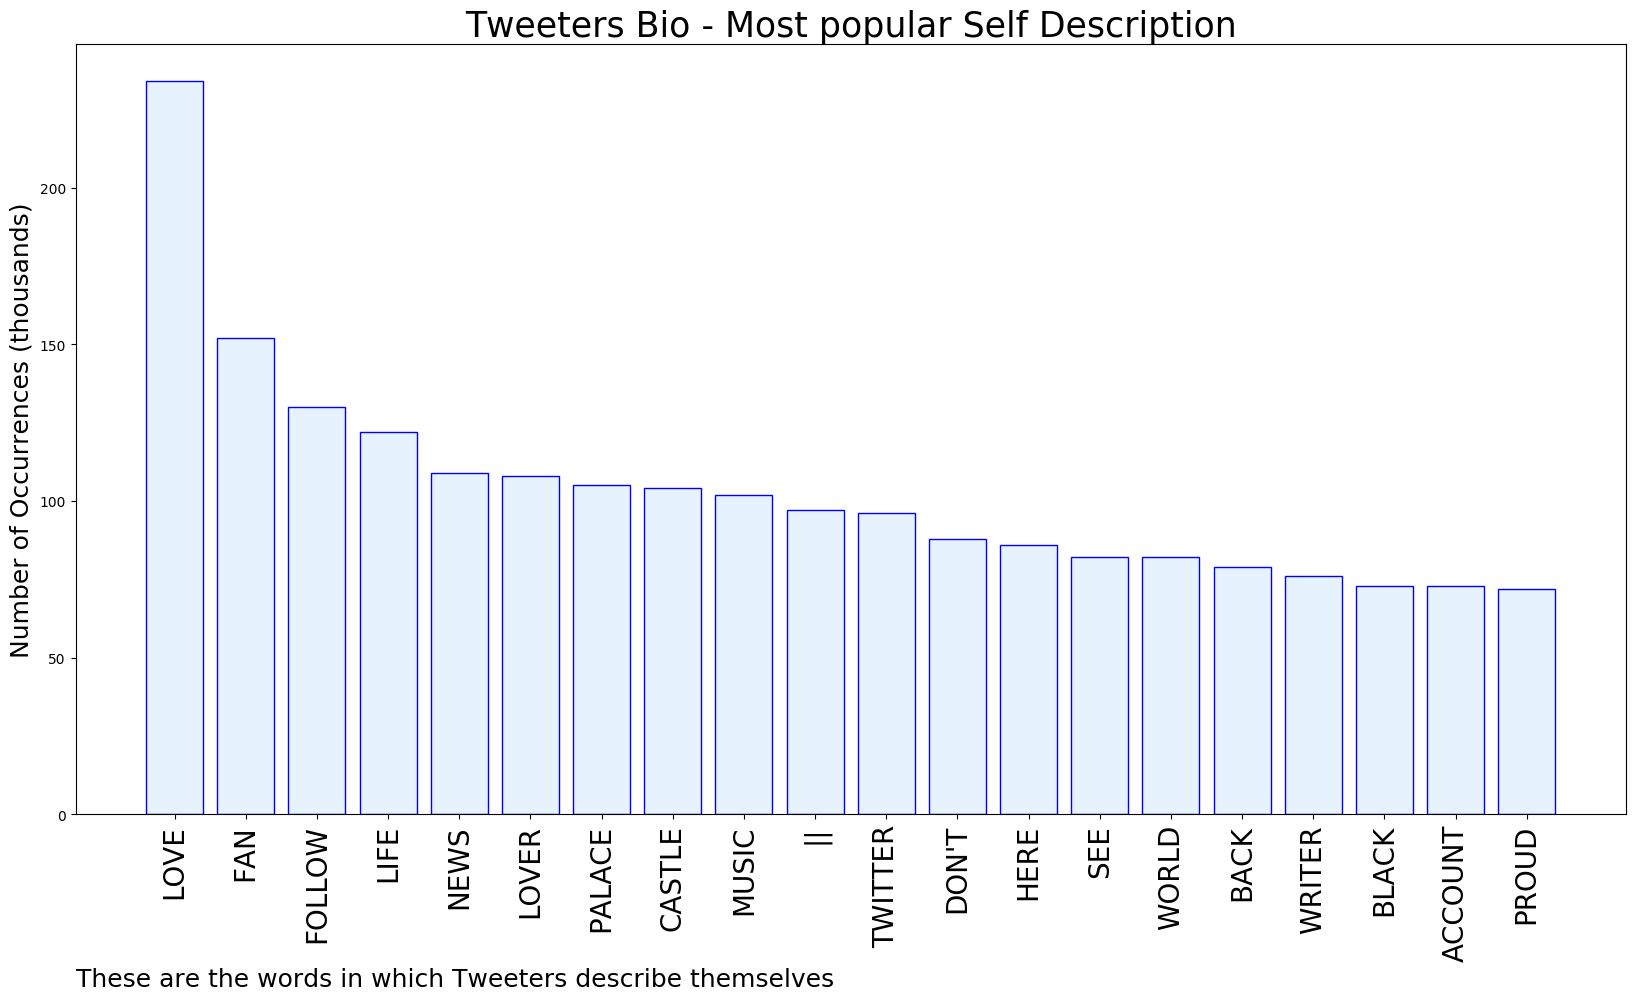 Tweeters Bio - Most popular Self Description
Number of Occurrences (thousands)
200
150
100
50
0
LOVE
FAN
FOLLOW
LIFE
NEWS
LOVER
PALACE
CASTLE
MUSIC
||
TWITTER
DON'T
HERE
SEE
WORLD
BACK
WRITER
BLACK
ACCOUNT
PROUD
These are the words in which Tweeters describe themselves